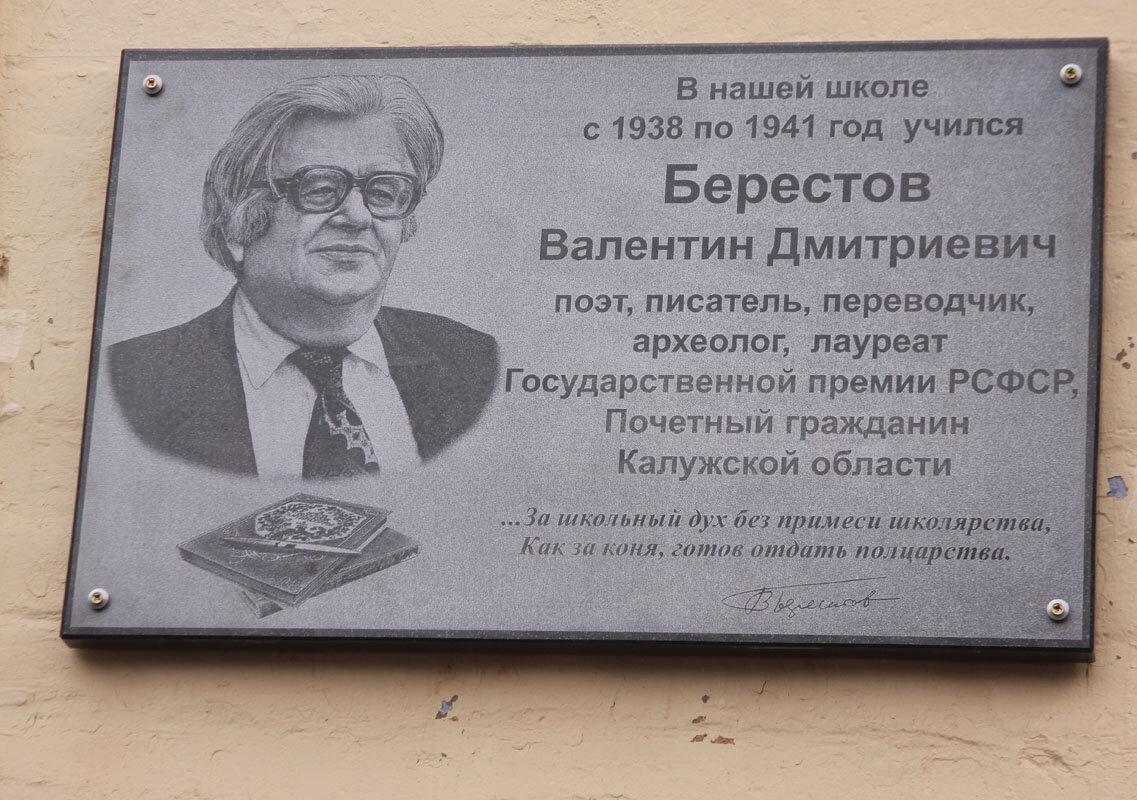 В нашей школе
с 1938 по 1941 год учился
Берестов
Валентин Дмитриевич
поэт, писатель, переводчик,
археолог, лауреат
Государственной премии РСФСР,
Почетный гражданин
Калужской области
...За школьный дух без примеси школярства,
Как за коня, готов отдать полцарства.
В Берестов